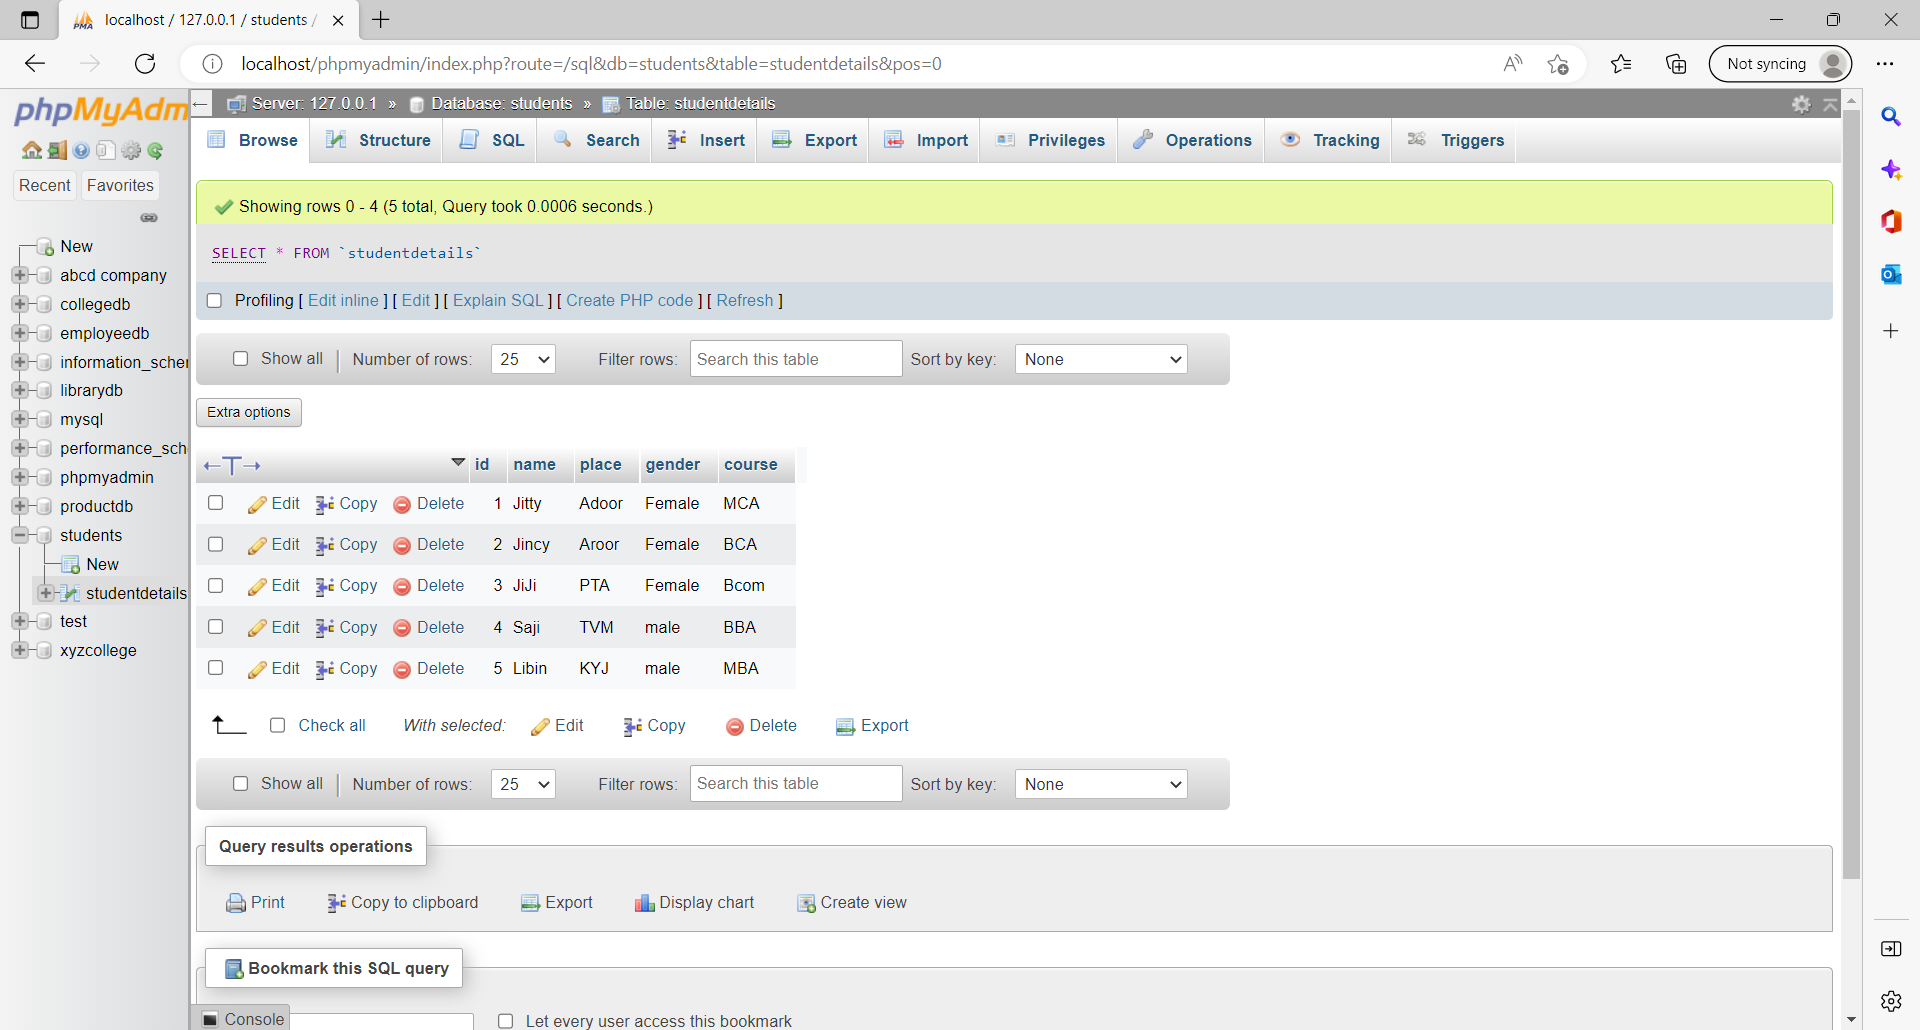 localhost / 127.0.0.1 / students /
localhost/phpmyadmin/index.php?route=/sql&db=students&table=studentdetails&pos=0
Not syncing
phpMyAdm
Recent Favorites
New
abcd company
collegedb
employeedb
information_scher
librarydb
mysql
performance_sch
phpmyadmin
productdb
students
New
studentdetails
test
xyzcollege
Server: 127.0.0.1 » Database: students » Table: studentdetails
Browse Structure SQL Search Insert Export Import Privileges Operations Tracking Triggers
Showing rows 0 - 4 (5 total, Query took 0.0006 seconds.)
SELECT * FROM `studentdetails`
Profiling [ Edit inline ] [ Edit ] [ Explain SQL ] [ Create PHP code ] [ Refresh ]
Show all Number of rows: 25 Filter rows: Search this table Sort by key: None
Extra options
id name place gender course
Edit Copy Delete 1 Jitty Adoor Female MCA
Edit Copy Delete 2 Jincy Aroor Female BCA
Edit Copy Delete 3 JiJi PTA Female Bcom
Edit Copy Delete 4 Saji TVM male BBA
Edit Copy Delete 5 Libin KYJ male MBA
Check all With selected: Edit Copy Delete Export
Show all Number of rows: 25 Filter rows: Search this table Sort by key: None
Query results operations
Print Copy to clipboard Export Display chart Create view
Bookmark this SQL query
Console
Let every user access this bookmark